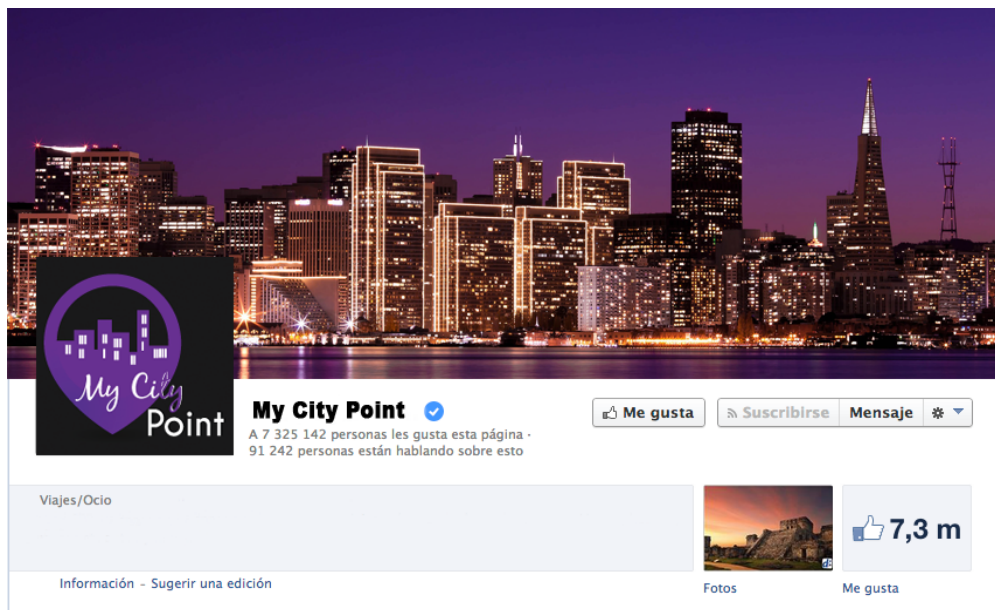 My City
Point
My City Point
A 7 325 142 personas les gusta esta página ·
91 242 personas están hablando sobre esto
Me gusta
Suscribirse
Mensaje
Viajes/Ocio
7,3 m
Información - Sugerir una edición
Fotos
Me gusta